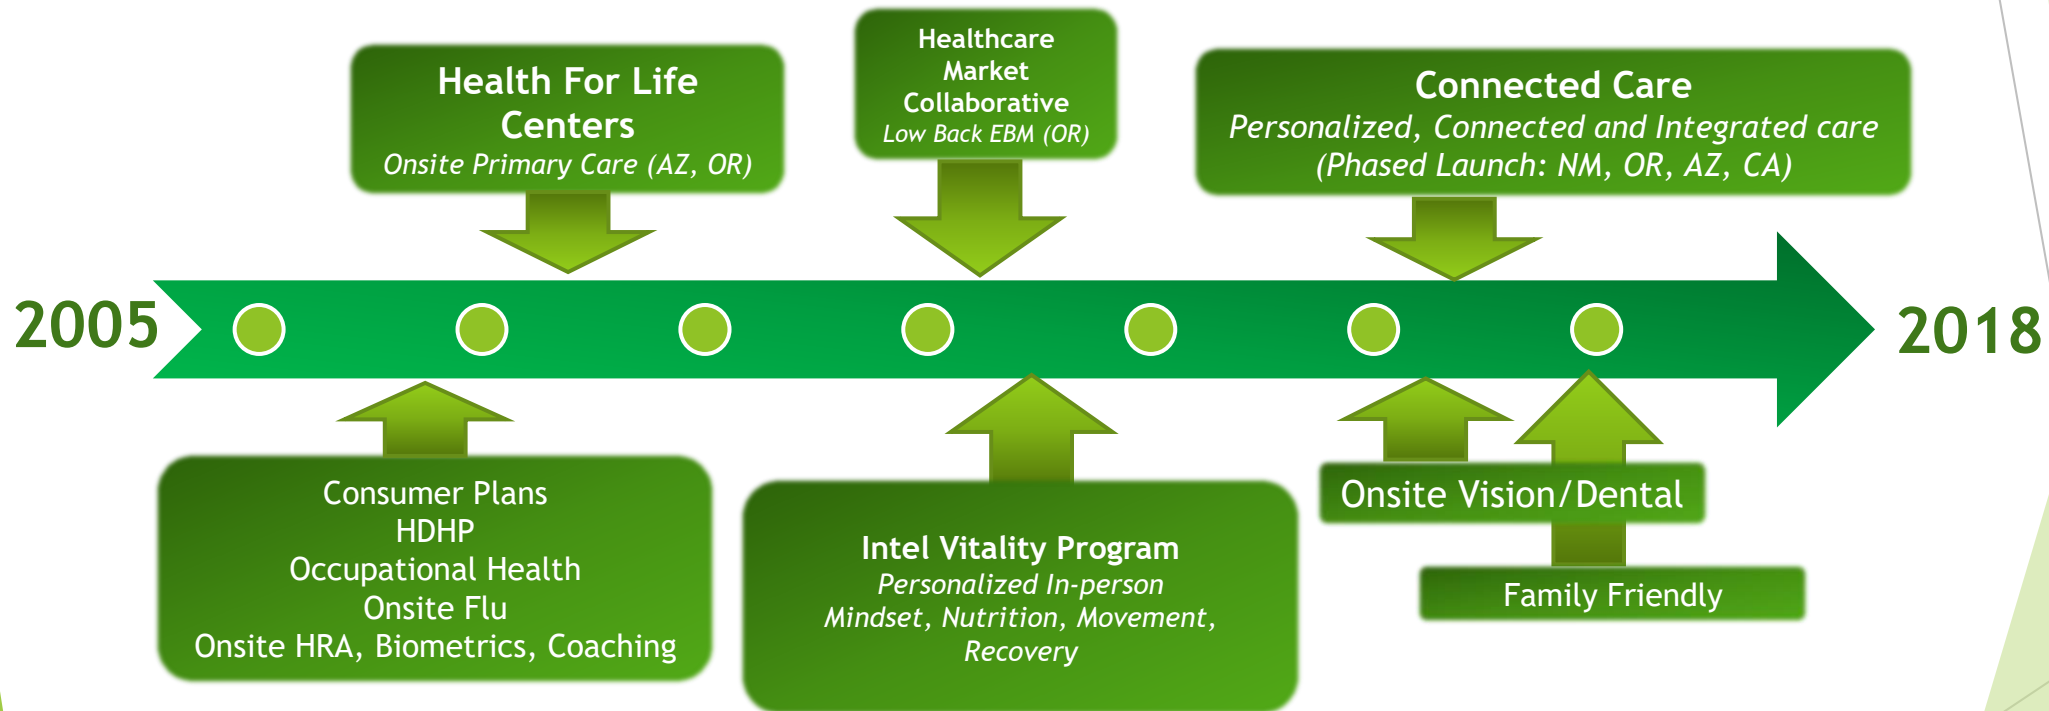 Health For Life
Centers
Onsite Primary Care (AZ, OR)
Healthcare
Market
Collaborative
Low Back EBM (OR)
Connected Care
Personalized, Connected and Integrated care
(Phased Launch: NM, OR, AZ, CA)
2005
2018
Consumer Plans
HDHP
Occupational Health
Onsite Flu
Onsite HRA, Biometrics, Coaching
Intel Vitality Program
Personalized In-person
Mindset, Nutrition, Movement,
Recovery
Onsite Vision/Dental
Family Friendly